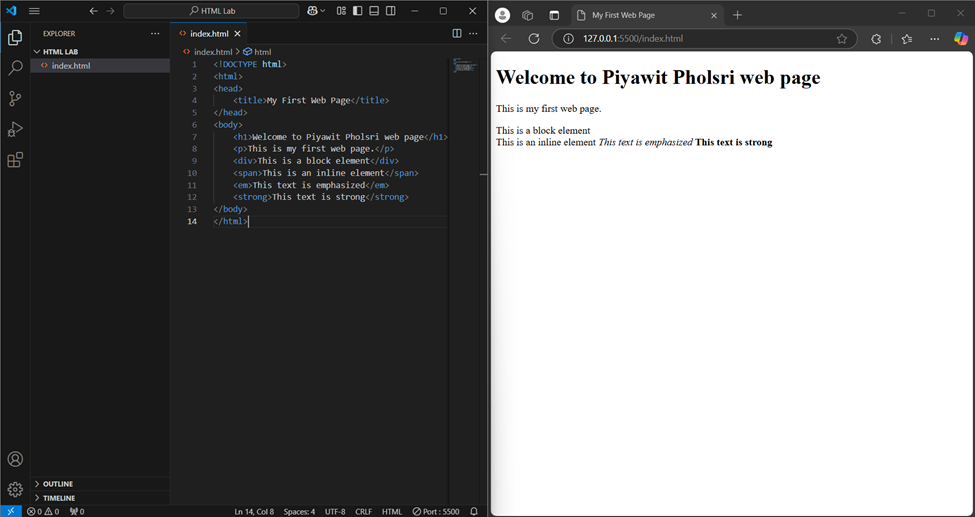 HTML Lab
My First Web Page
EXPLORER
index.html
127.0.0.1:5500/index.html
HTML LAB
index.html > html
index.html
1 <!DOCTYPE html>
2 <html>
3 <head>
4 <title>My First Web Page</title>
5 </head>
6 <body>
7 <h1>Welcome to Piyawit Pholsri web page</h1>
8 <p>This is my first web page.</p>
9 <div>This is a block element</div>
10 <span>This is an inline element</span>
11 <em>This text is emphasized</em>
12 <strong>This text is strong</strong>
13 </body>
14 </html>
Welcome to Piyawit Pholsri web page
This is my first web page.
This is a block element
This is an inline element This text is emphasized This text is strong
OUTLINE
TIMELINE
0 0 0 Ln 14, Col 8 Spaces: 4 UTF-8 CRLF HTML Port : 5500